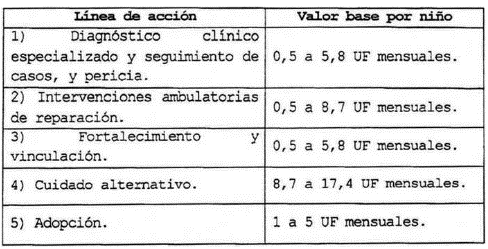 Línea de acción Valor base por niño
1) Diagnóstico clínico
especializado y seguimiento de
casos, y pericia.
0,5 a 5,8 UF mensuales.
2) Intervenciones ambulatorias
de reparación.
0,5 a 8,7 UF mensuales.
3) Fortalecimiento y
vinculación.
0,5 a 5,8 UF mensuales.
4) Cuidado alternativo. 8,7 a 17,4 UF mensuales.
5) Adopción. 1 a 5 UF mensuales.